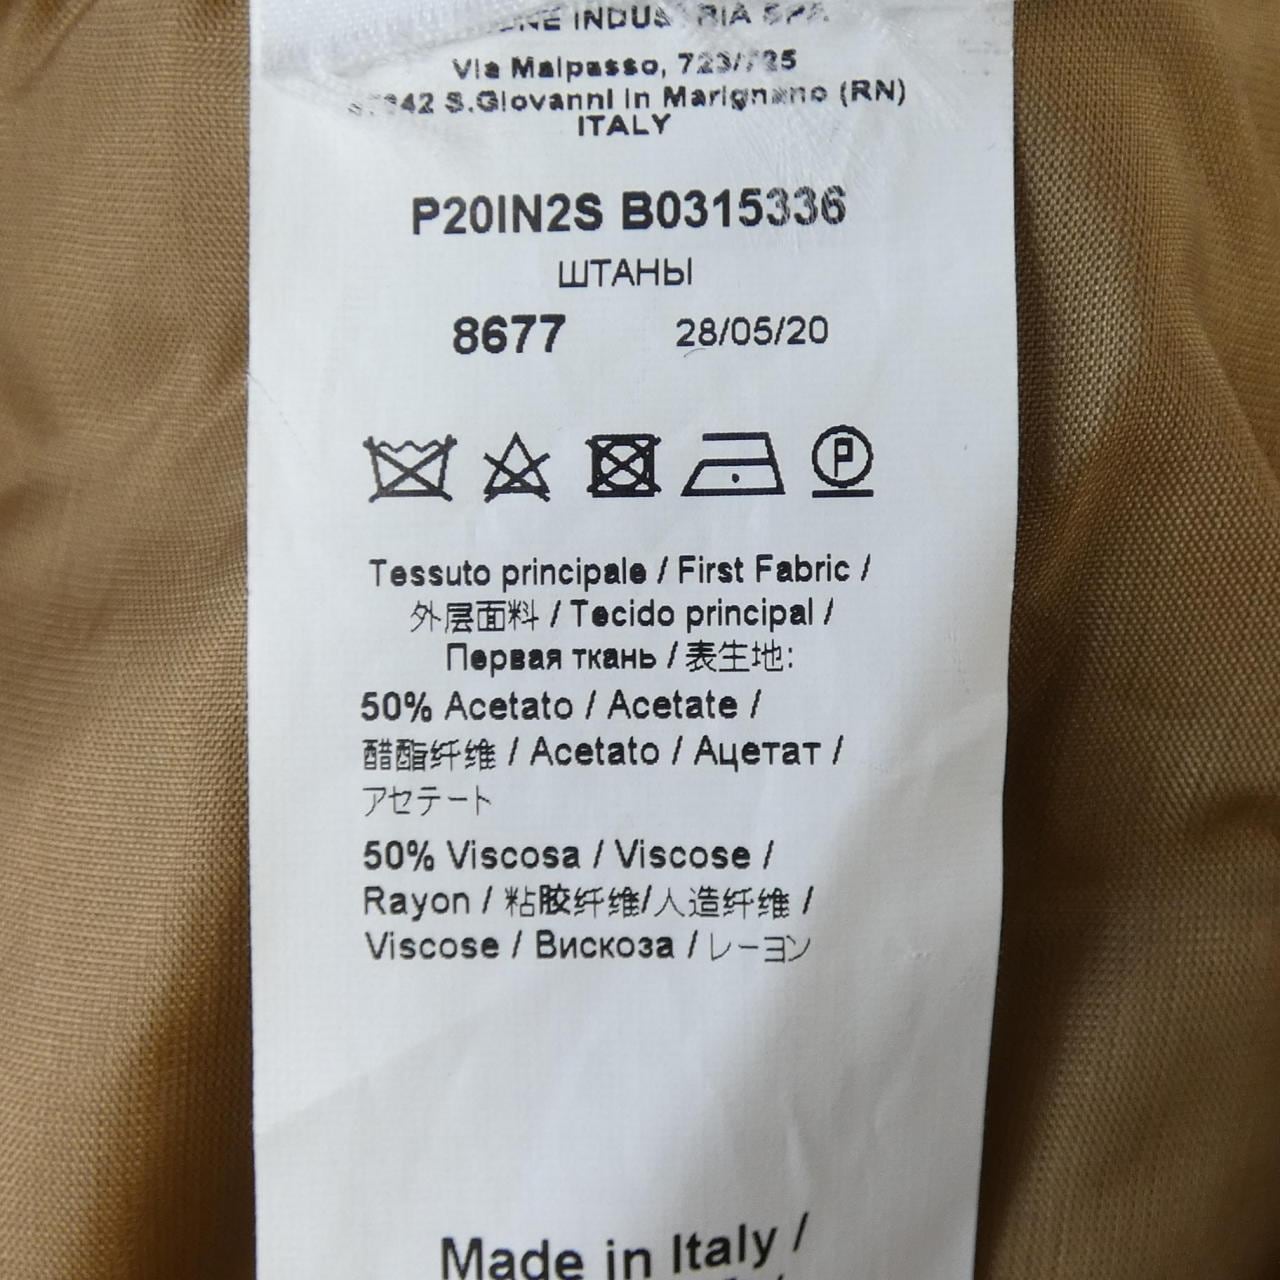 INDUSTRIA SPA
Via Malpasso, 723/725
S.Giovanni in Marignano (RN)
ITALY
P20IN2S B0315336
ШТАНЫ
8677 28/05/20
P
Tessuto principale / First Fabric /
外层面料 / Tecido principal /
Первая ткань / 表生地:
50% Acetato / Acetate /
醋酯纤维 / Acetato / Ацетат /
アセテート
50% Viscosa / Viscose /
Rayon / 粘胶纤维/人造纤维 /
Viscose / Вискоза / レーヨン
Made in Italy /